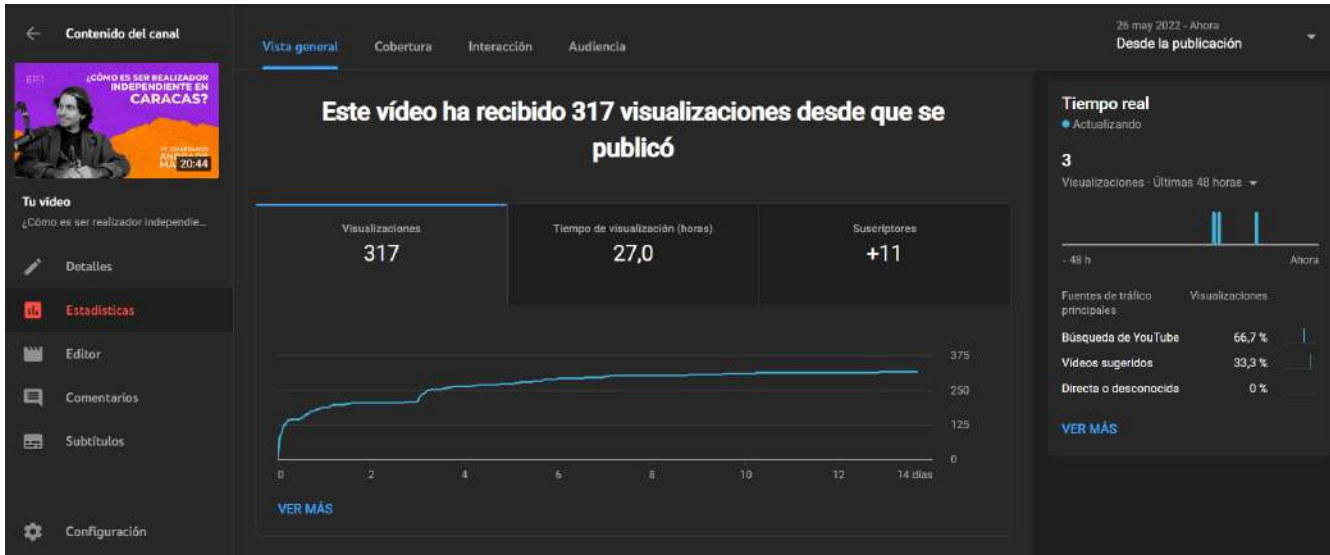 Contenido del canal
EP.1
¿CÓMO ES SER REALIZADOR
INDEPENDIENTE EN
CARACAS?
20:44
Tu vídeo
¿Cómo es ser realizador independie...
Detalles
Estadísticas
Editor
Comentarios
Subtítulos
Configuración
Vista general
Cobertura
Interacción
Audiencia
26 may 2022 - Ahora
Desde la publicación
Este vídeo ha recibido 317 visualizaciones desde que se
publicó
Visualizaciones
317
Tiempo de visualización (horas)
27,0
Suscriptores
+11
375
250
125
0
0 2 4 6 8 10 12 14 días
VER MÁS
Tiempo real
Actualizando
3
Visualizaciones · Últimas 48 horas
- 48 h Ahora
Fuentes de tráfico
principales
Visualizaciones
Búsqueda de YouTube 66,7 %
Vídeos sugeridos 33,3 %
Directa o desconocida 0 %
VER MÁS